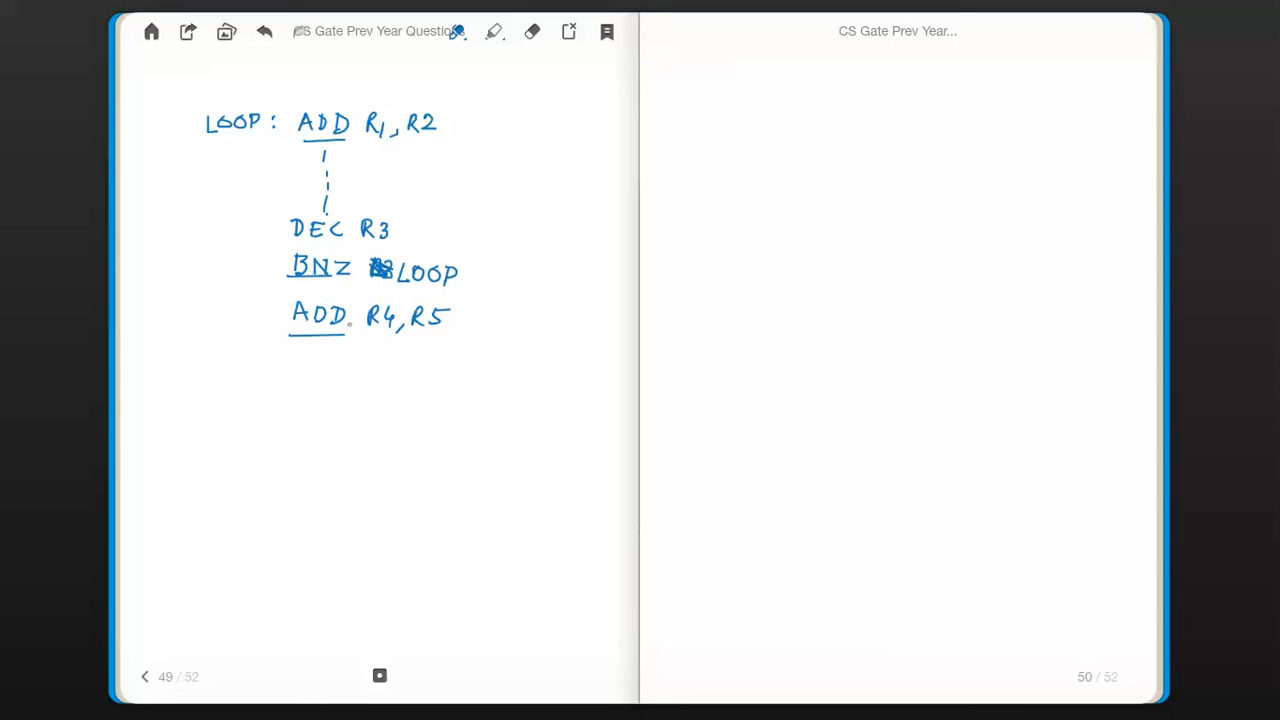 CS Gate Prev Year Questio
CS Gate Prev Year...
LOOP: ADD R1, R2
DEC R3
BNZ LOOP
ADD R4, R5
49 / 52
50 / 52